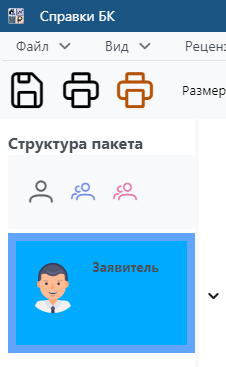 Справки БК
Файл Вид Реценз
Размер
Структура пакета
Заявитель